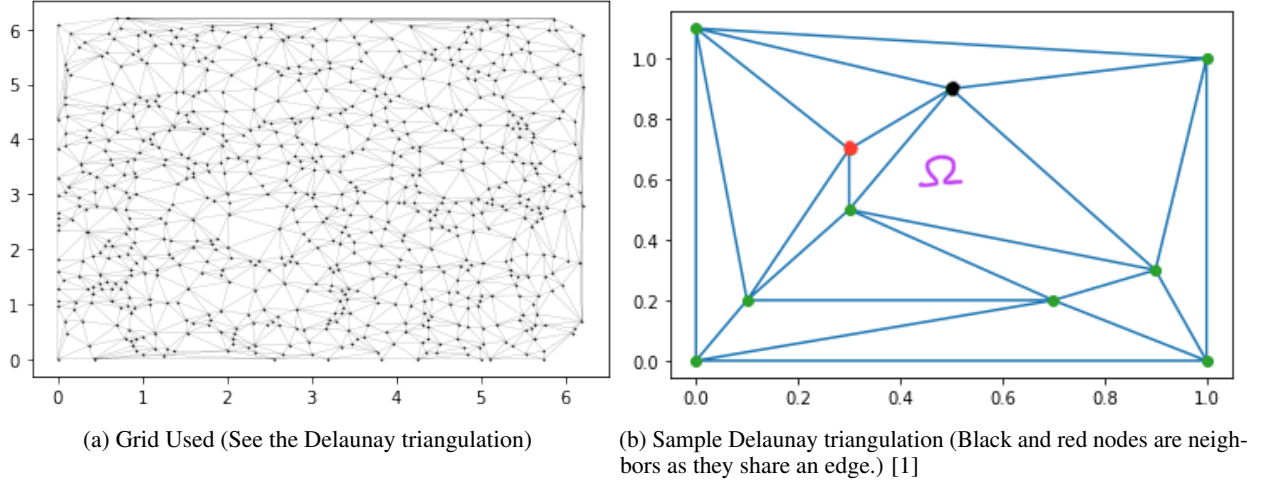 6
5
4
3
2
1
0
0 1 2 3 4 5 6
(a) Grid Used (See the Delaunay triangulation)
1.0
0.8
0.6
0.4
0.2
0.0
Ω
0.0 0.2 0.4 0.6 0.8 1.0
(b) Sample Delaunay triangulation (Black and red nodes are neigh-
bors as they share an edge.) [1]